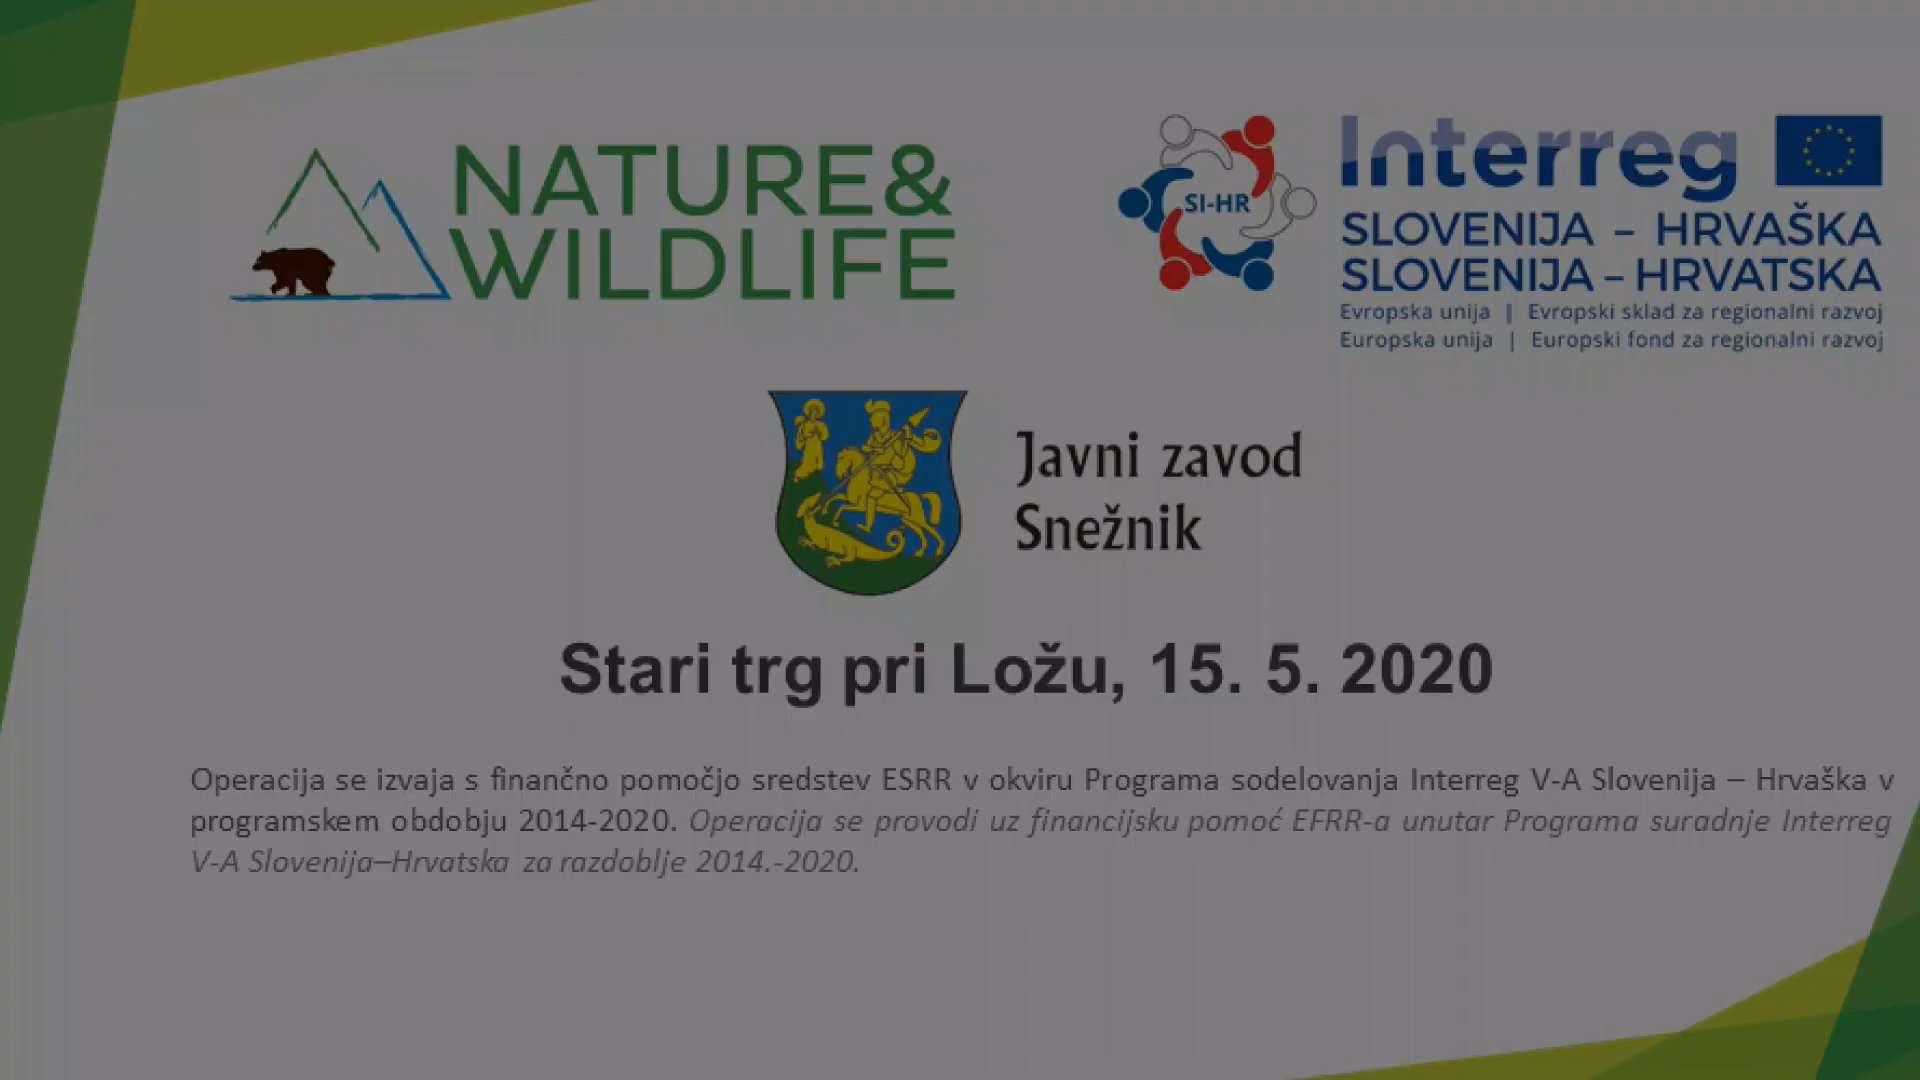 NATURE&
WILDLIFE
SI-HR
Interreg
SLOVENIJA – HRVAŠKA
SLOVENIJA – HRVATSKA
Evropska unija | Evropski sklad za regionalni razvoj
Europska unija | Europski fond za regionalni razvoj
Javni zavod
Snežnik
Stari trg pri Ložu, 15. 5. 2020
Operacija se izvaja s finančno pomočjo sredstev ESRR v okviru Programa sodelovanja Interreg V-A Slovenija – Hrvaška v
programskem obdobju 2014-2020. Operacija se provodi uz financijsku pomoć EFRR-a unutar Programa suradnje Interreg
V-A Slovenija–Hrvatska za razdoblje 2014.-2020.